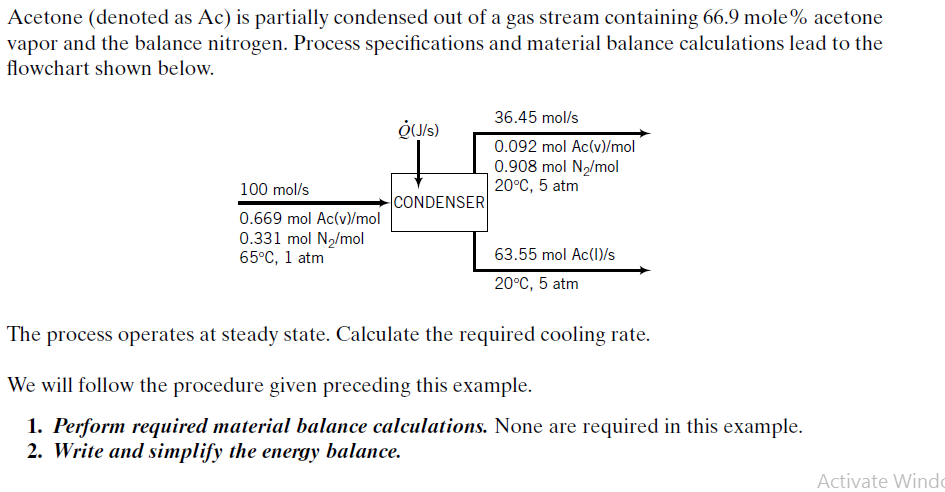 Acetone (denoted as Ac) is partially condensed out of a gas stream containing 66.9 mole% acetone
vapor and the balance nitrogen. Process specifications and material balance calculations lead to the
flowchart shown below.
Q̇(J/s)
36.45 mol/s
0.092 mol Ac(v)/mol
0.908 mol N₂/mol
20°C, 5 atm
100 mol/s
CONDENSER
0.669 mol Ac(v)/mol
0.331 mol N₂/mol
65°C, 1 atm
63.55 mol Ac(l)/s
20°C, 5 atm
The process operates at steady state. Calculate the required cooling rate.
We will follow the procedure given preceding this example.
1. Perform required material balance calculations. None are required in this example.
2. Write and simplify the energy balance.
Activate Windo